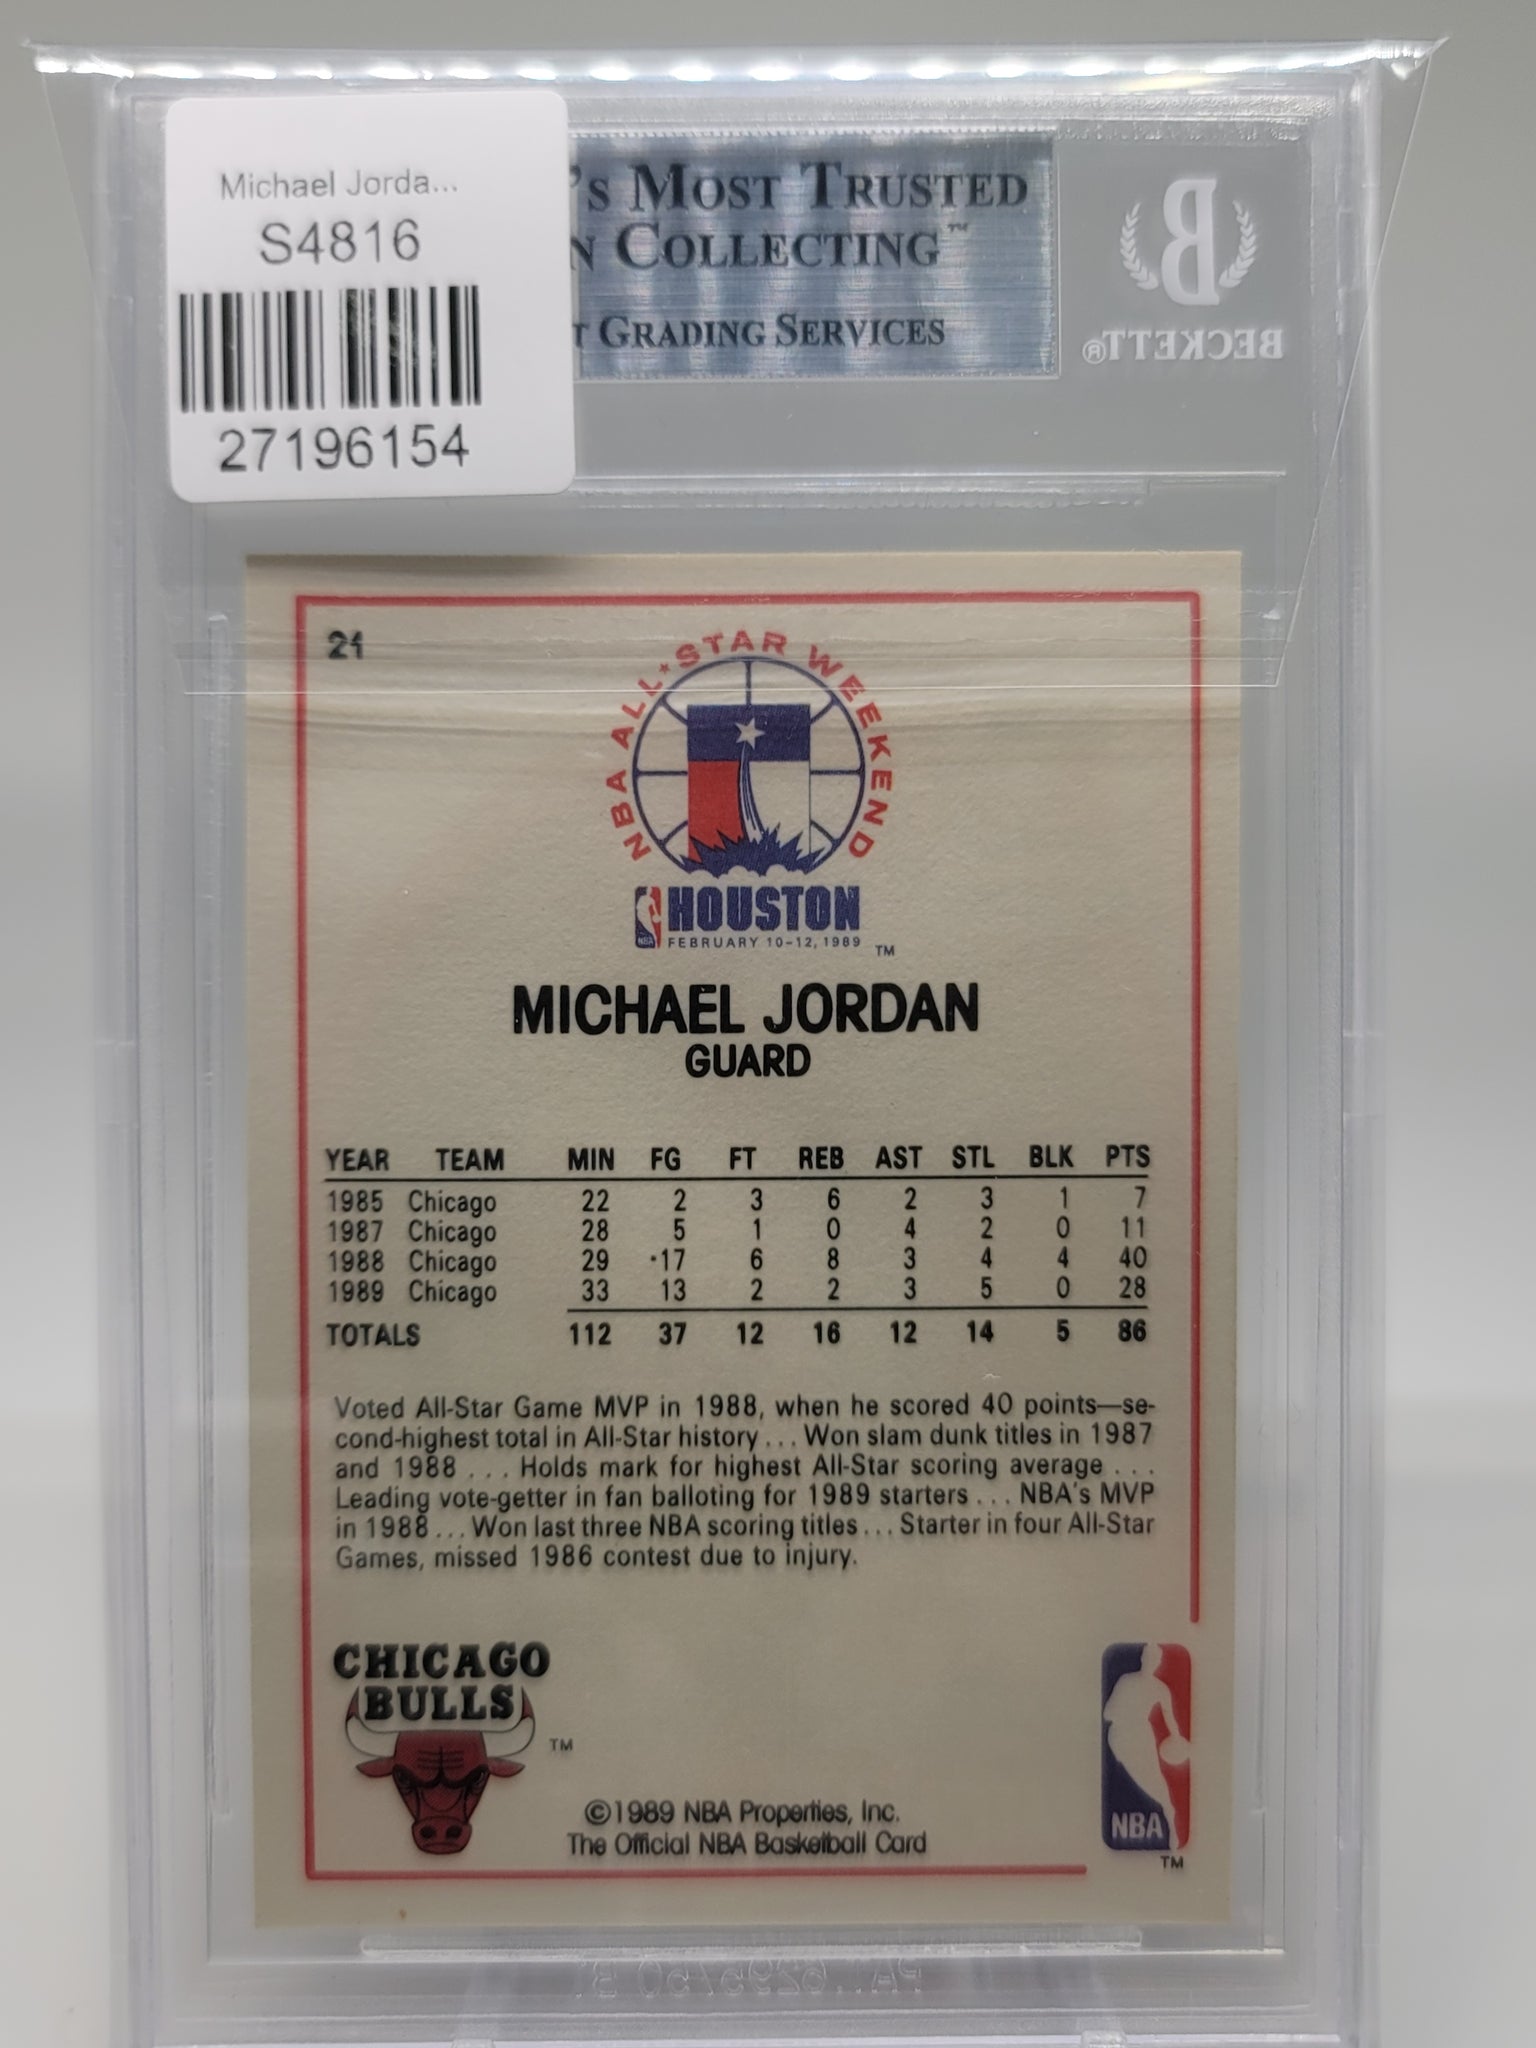 Michael Jorda...
S4816
27196154
's MOST TRUSTED
N COLLECTING™
T GRADING SERVICES
B
BECKETT®
21
NBA ALL★STAR WEEKEND
NBA HOUSTON
FEBRUARY 10-12, 1989 TM
MICHAEL JORDAN
GUARD
YEAR TEAM MIN FG FT REB AST STL BLK PTS
1985 Chicago 22 2 3 6 2 3 1 7
1987 Chicago 28 5 1 0 4 2 0 11
1988 Chicago 29 ·17 6 8 3 4 4 40
1989 Chicago 33 13 2 2 3 5 0 28
TOTALS 112 37 12 16 12 14 5 86
Voted All-Star Game MVP in 1988, when he scored 40 points—se-
cond-highest total in All-Star history... Won slam dunk titles in 1987
and 1988 ... Holds mark for highest All-Star scoring average ...
Leading vote-getter in fan balloting for 1989 starters ... NBA's MVP
in 1988... Won last three NBA scoring titles... Starter in four All-Star
Games, missed 1986 contest due to injury.
CHICAGO
BULLS
TM
©1989 NBA Properties, Inc.
The Official NBA Basketball Card
NBA
TM